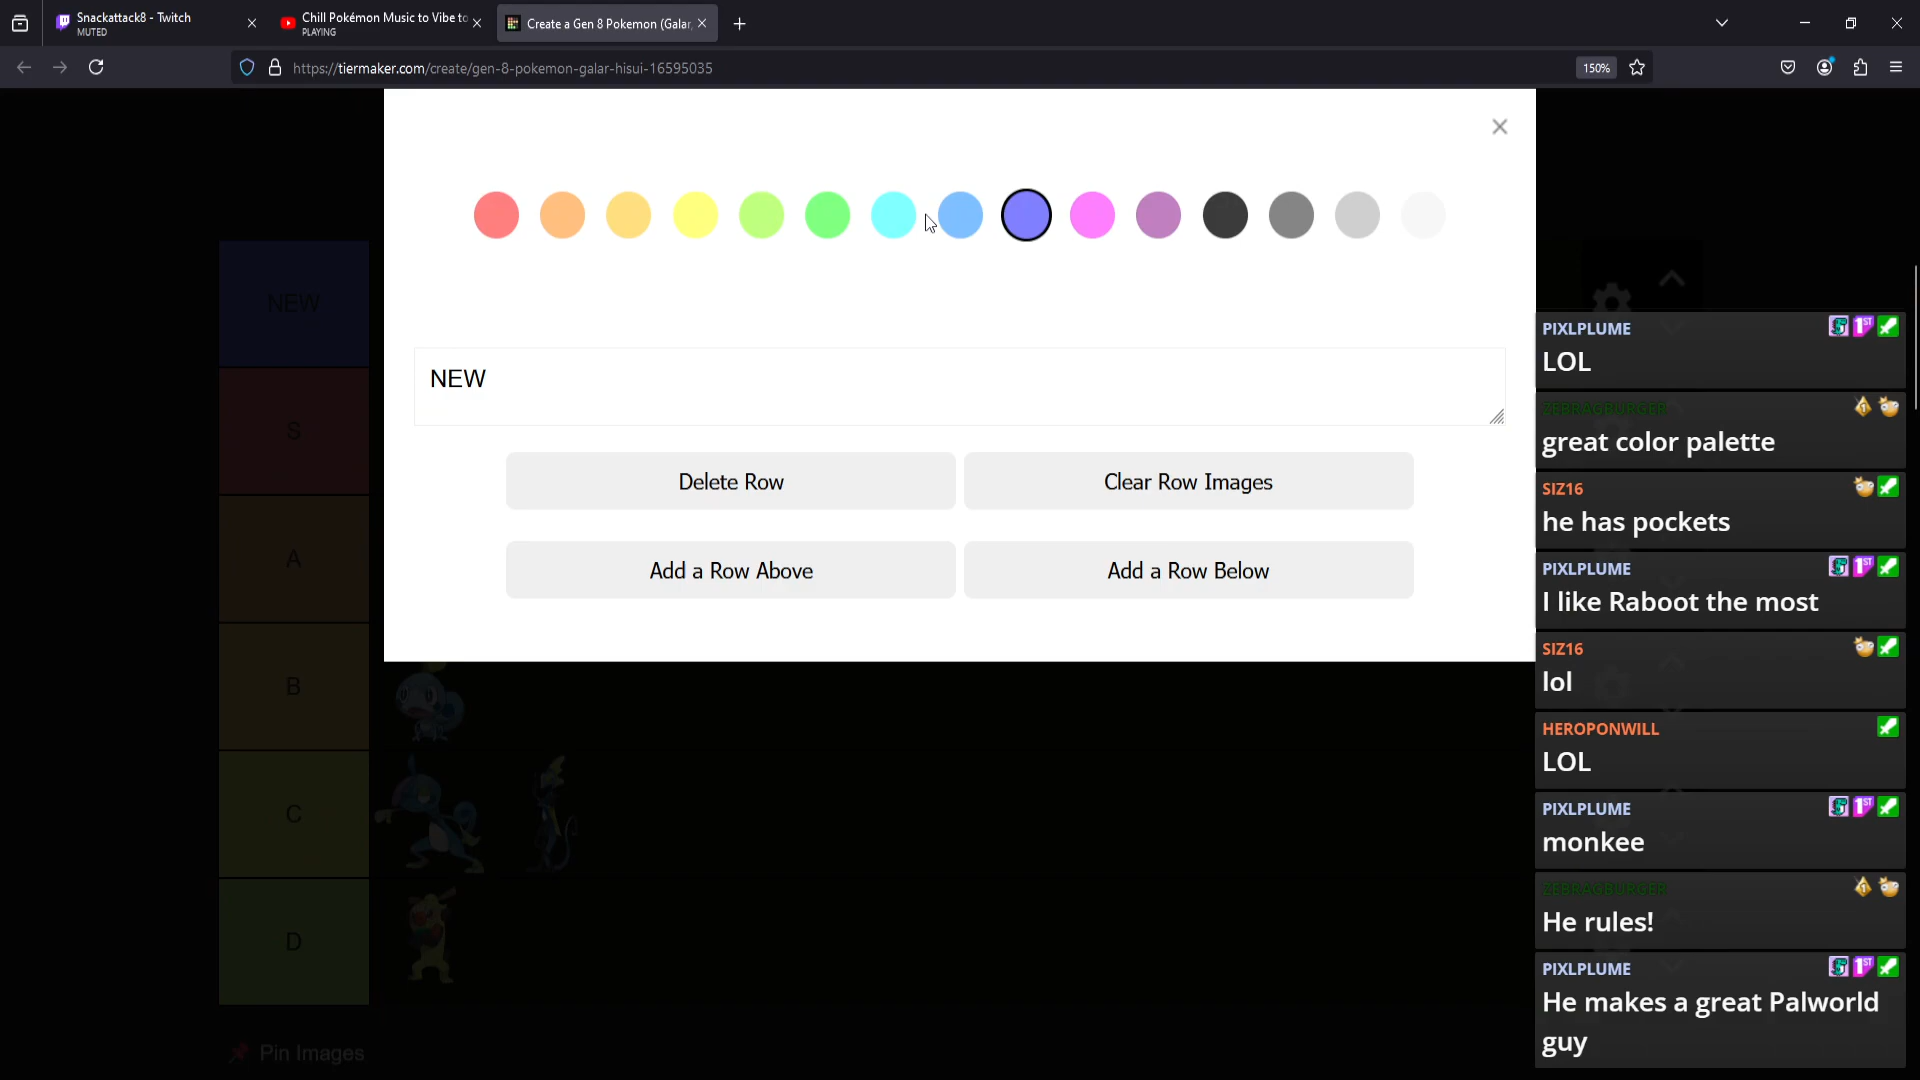 Snackattack8 - Twitch
MUTED
Chill Pokémon Music to Vibe to
PLAYING
Create a Gen 8 Pokemon (Galar,
https://tiermaker.com/create/gen-8-pokemon-galar-hisui-16595035
150%
NEW
S
A
B
C
D
Pin Images
NEW
Delete Row
Clear Row Images
Add a Row Above
Add a Row Below
PIXLPLUME
LOL
ZEBRAGBURGER
great color palette
SIZ16
he has pockets
PIXLPLUME
I like Raboot the most
SIZ16
lol
HEROPONWILL
LOL
PIXLPLUME
monkee
ZEBRAGBURGER
He rules!
PIXLPLUME
He makes a great Palworld
guy